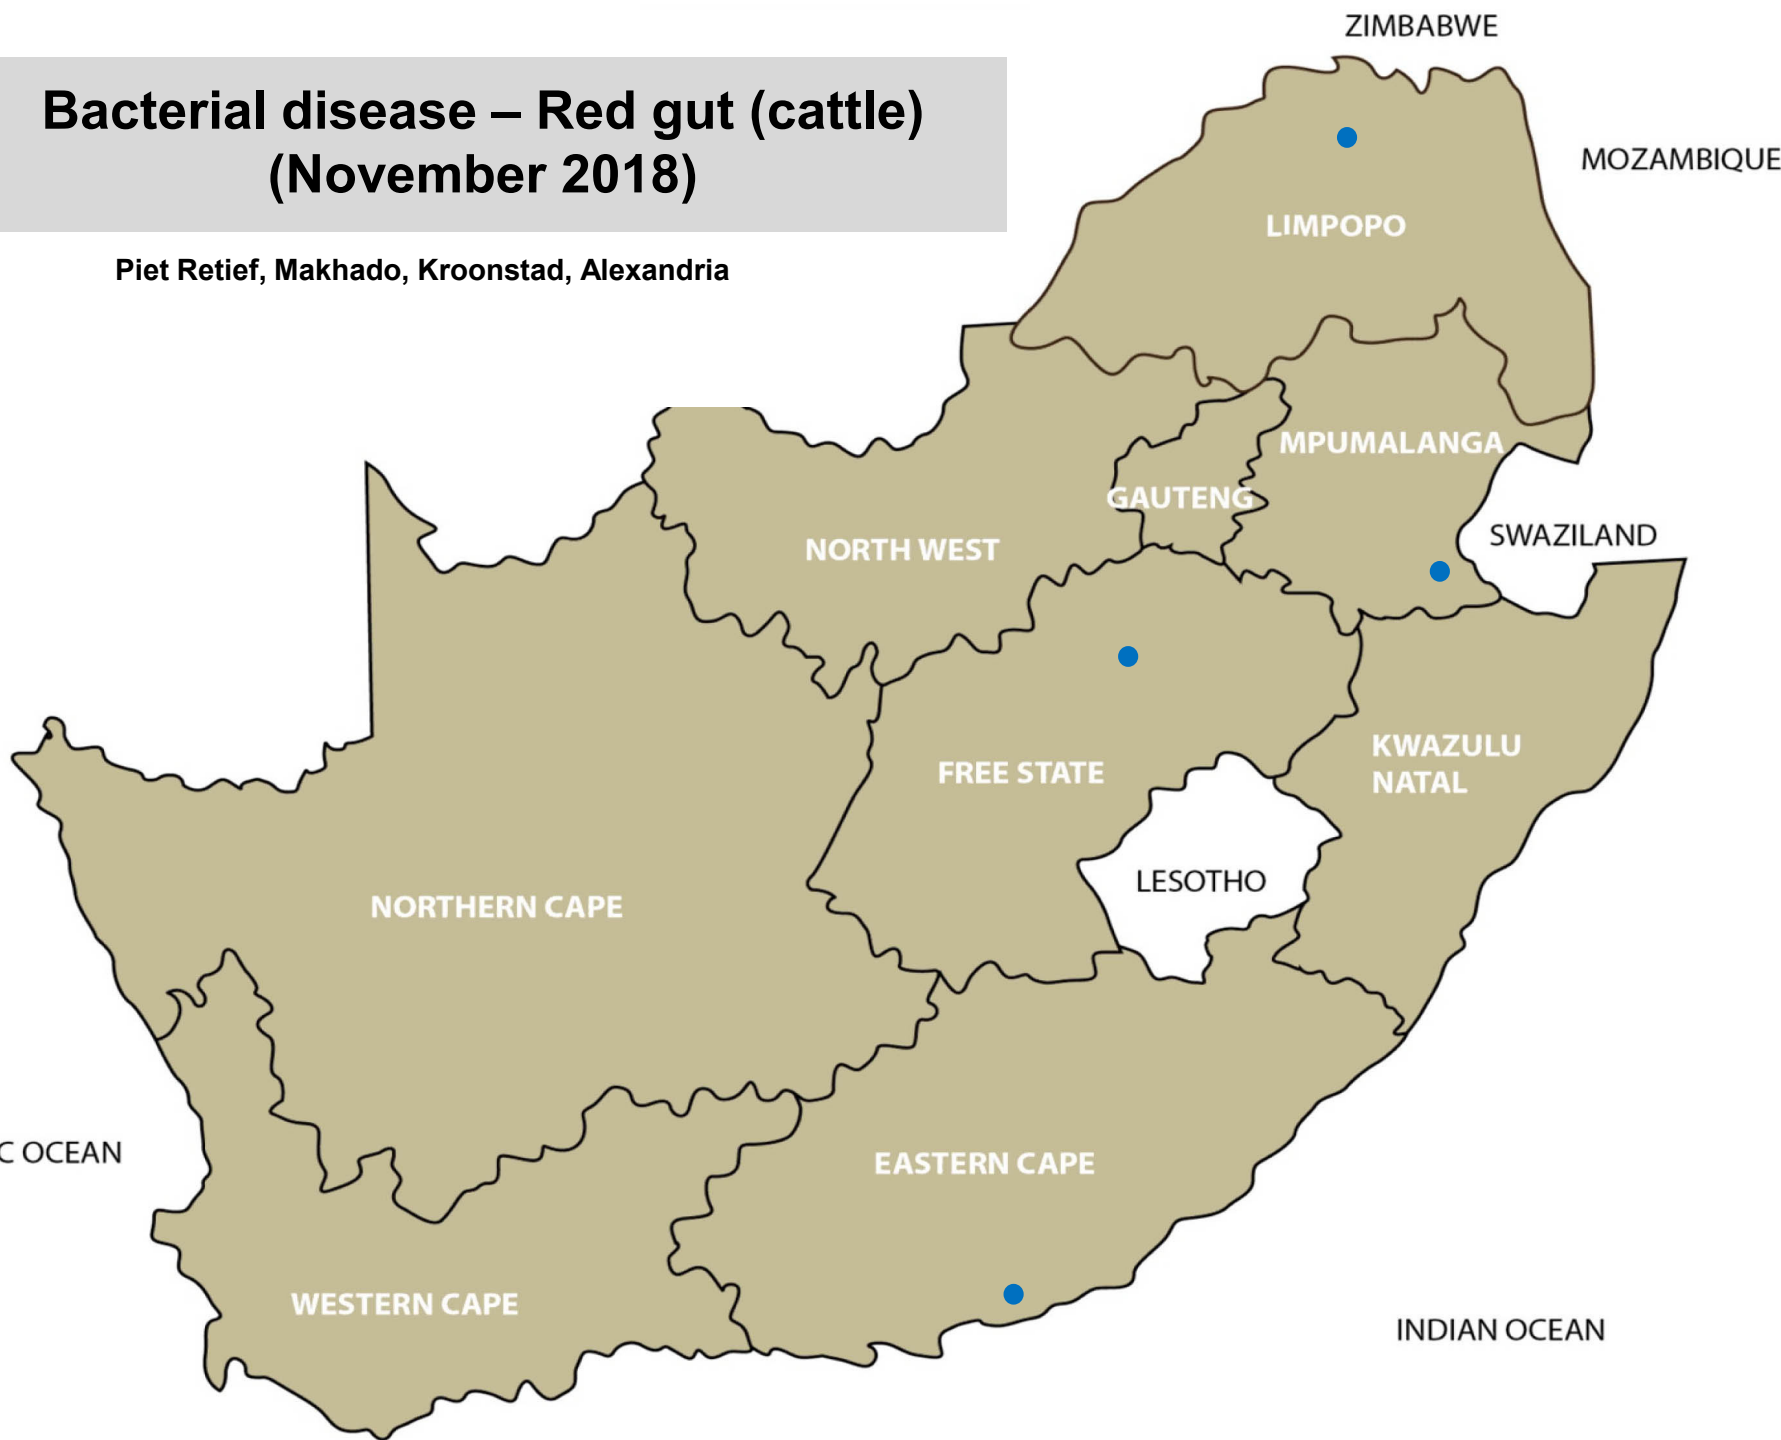 ZIMBABWE
Bacterial disease – Red gut (cattle)
(November 2018)
MOZAMBIQUE
LIMPOPO
Piet Retief, Makhado, Kroonstad, Alexandria
MPUMALANGA
GAUTENG
SWAZILAND
NORTH WEST
KWAZULU
NATAL
FREE STATE
LESOTHO
NORTHERN CAPE
C OCEAN
EASTERN CAPE
WESTERN CAPE
INDIAN OCEAN